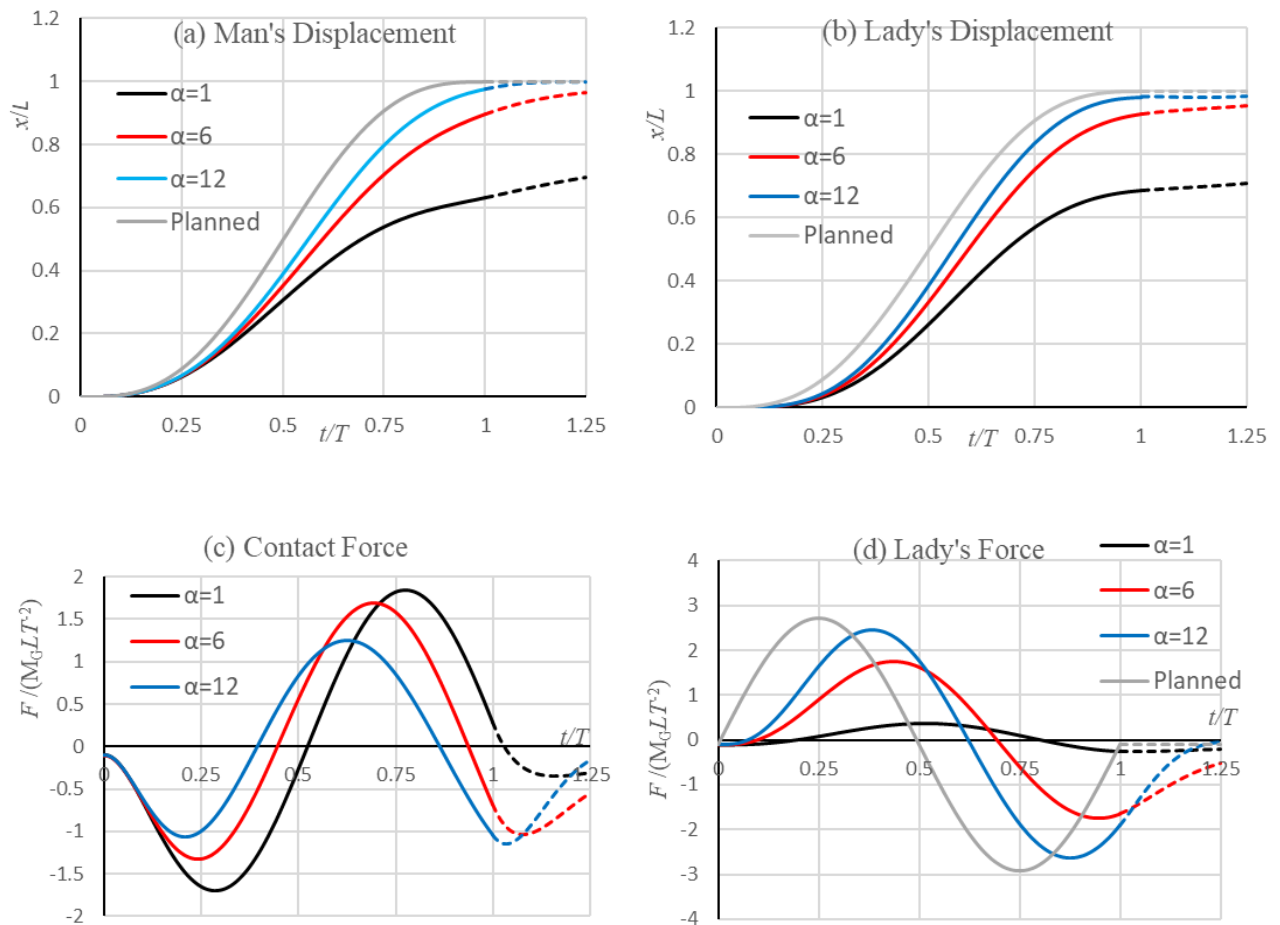 (a) Man's Displacement
1.2
1
0.8
0.6
0.4
0.2
0
x/L
α=1
α=6
α=12
Planned
0 0.25 0.5 0.75 1 1.25
t/T
(b) Lady's Displacement
1.2
1
0.8
0.6
0.4
0.2
0
x/L
α=1
α=6
α=12
Planned
0 0.25 0.5 0.75 1 1.25
t/T
(c) Contact Force
2
1.5
1
0.5
0
-0.5
-1
-1.5
-2
F /(M_GLT⁻²)
α=1
α=6
α=12
t/T
0 0.25 0.5 0.75 1 1.25
(d) Lady's Force
4
3
2
1
0
-1
-2
-3
-4
F /(M_GLT⁻²)
α=1
α=6
α=12
Planned
t/T
0 0.25 0.5 0.75 1 1.25